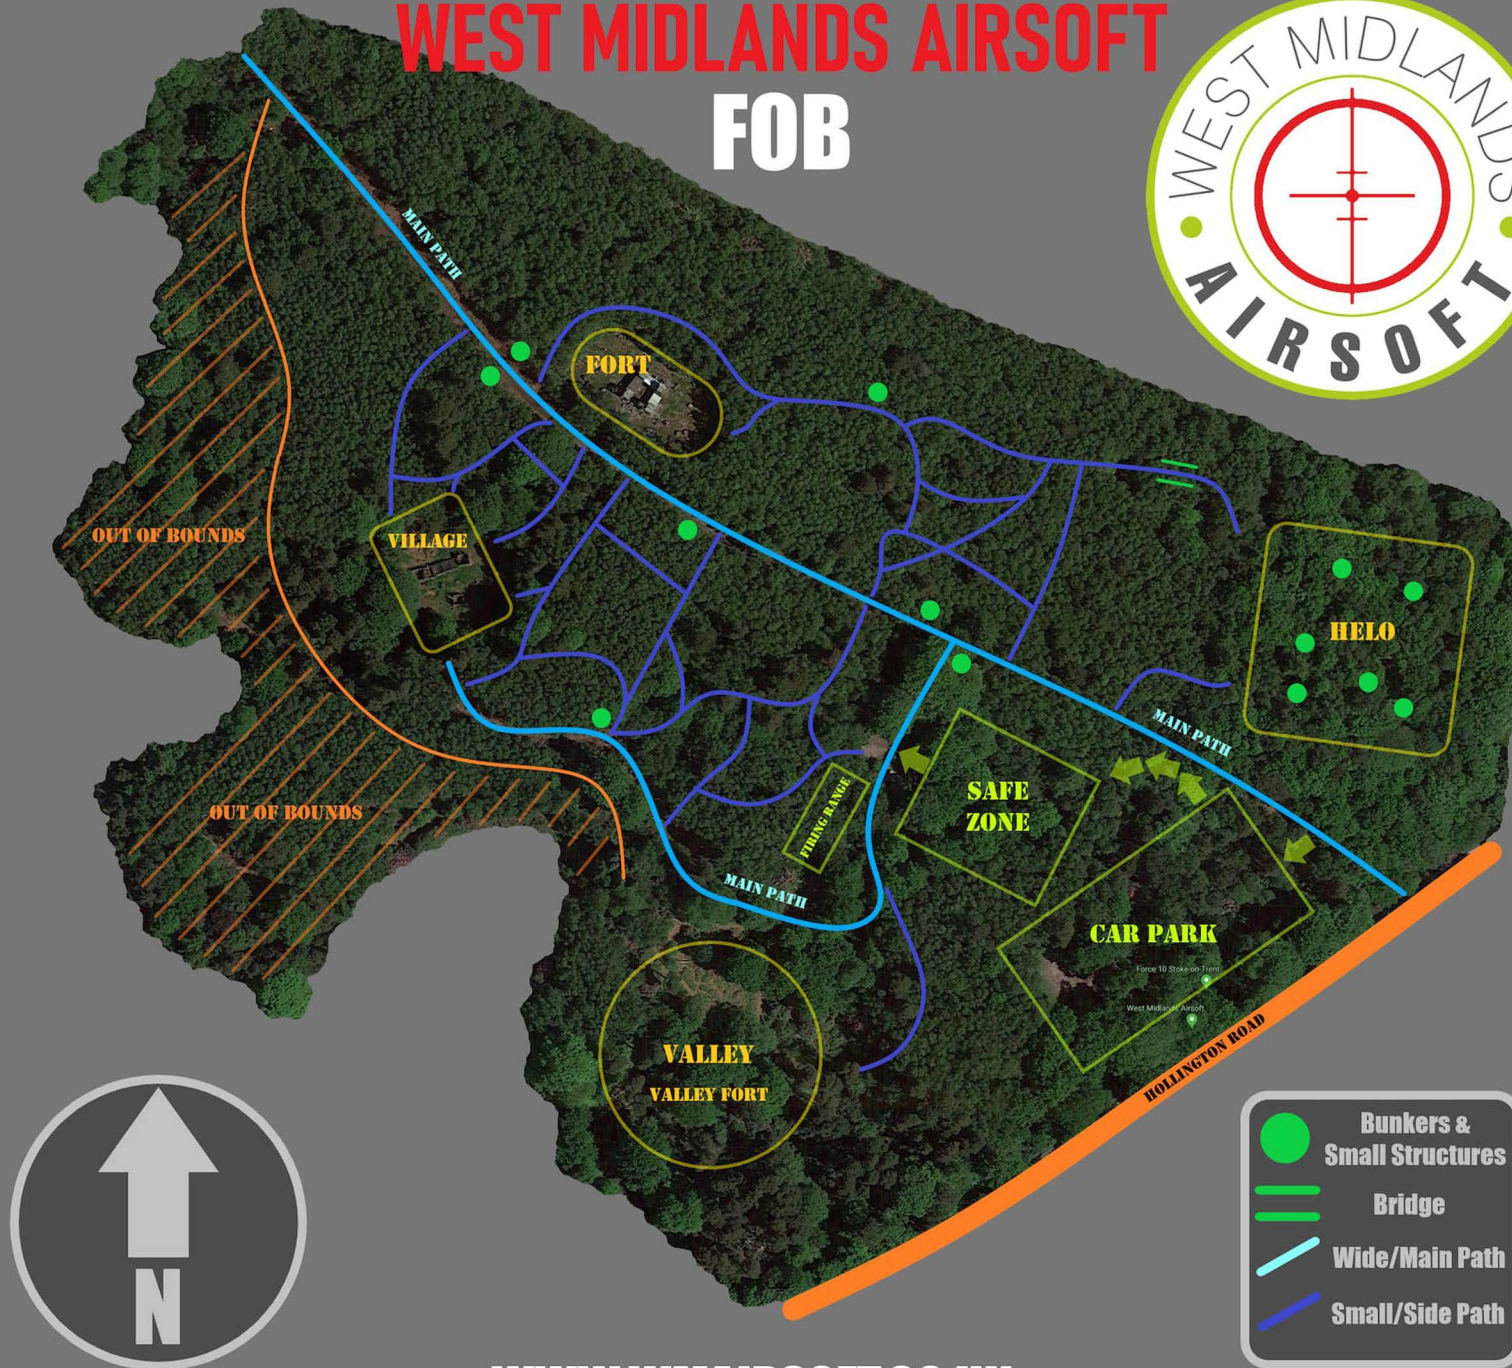 WEST MIDLANDS AIRSOFT
FOB
WEST MIDLANDS
AIRSOFT
MAIN PATH
FORT
VILLAGE
OUT OF BOUNDS
HELO
MAIN PATH
SAFE
ZONE
FIRING RANGE
OUT OF BOUNDS
MAIN PATH
CAR PARK
Force 10 Stoke-on-Trent
West Midlands Airsoft
HOLLINGTON ROAD
VALLEY
VALLEY FORT
N
Bunkers &
Small Structures
Bridge
Wide/Main Path
Small/Side Path